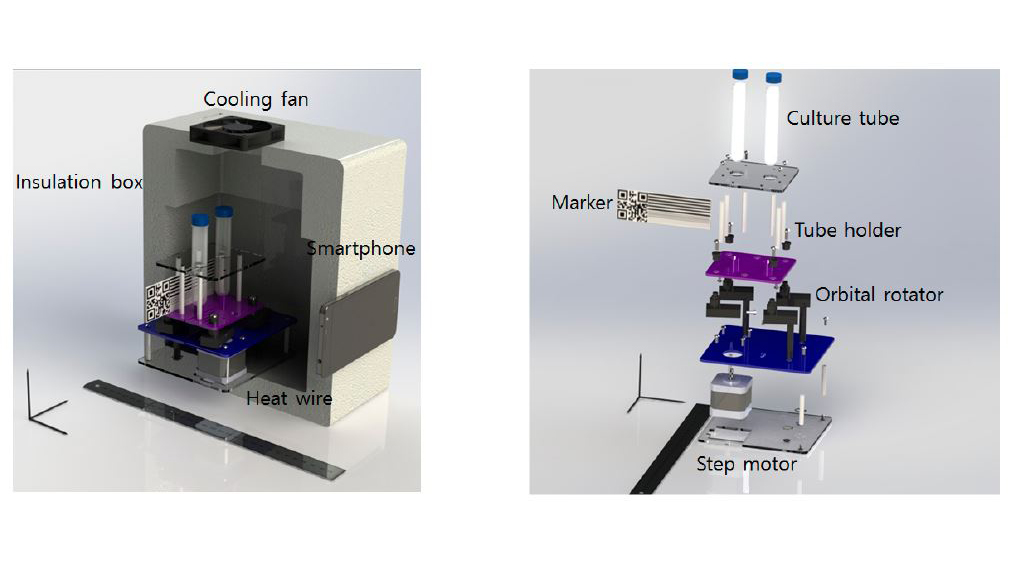 Cooling fan
Insulation box
Smartphone
Heat wire
Culture tube
Marker
Tube holder
Orbital rotator
Step motor